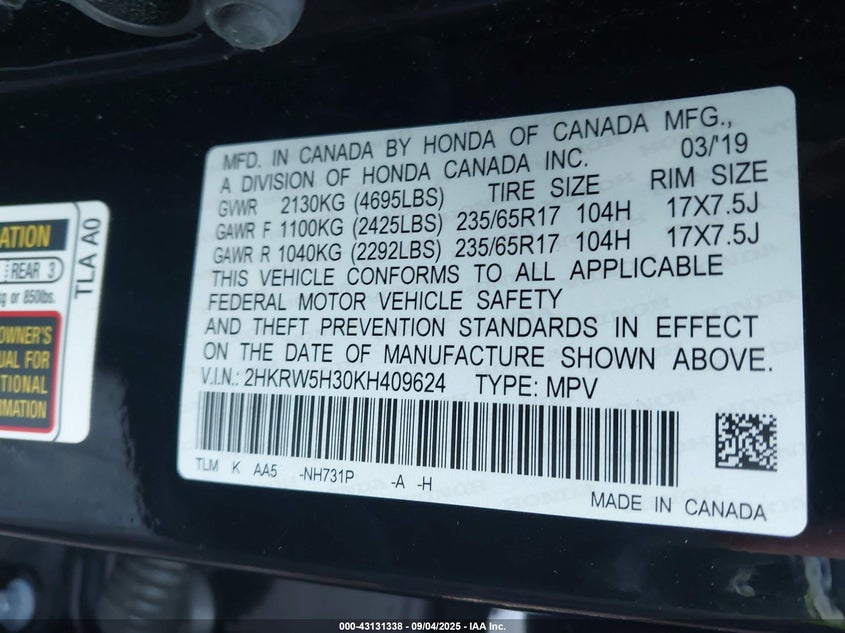 MFD. IN CANADA BY HONDA OF CANADA MFG.,
A DIVISION OF HONDA CANADA INC. 03/'19
GVWR 2130KG (4695LBS) TIRE SIZE RIM SIZE
GAWR F 1100KG (2425LBS) 235/65R17 104H 17X7.5J
GAWR R 1040KG (2292LBS) 235/65R17 104H 17X7.5J
THIS VEHICLE CONFORMS TO ALL APPLICABLE
FEDERAL MOTOR VEHICLE SAFETY
AND THEFT PREVENTION STANDARDS IN EFFECT
ON THE DATE OF MANUFACTURE SHOWN ABOVE.
V.I.N.: 2HKRW5H30KH409624 TYPE: MPV
TLM K AA5 -NH731P -A -H
MADE IN CANADA
ATION
REAR 3
g or 850lbs.
OWNER'S
UAL FOR
TIONAL
RMATION
TLA A0
000-43131338 - 09/04/2025 - IAA Inc.